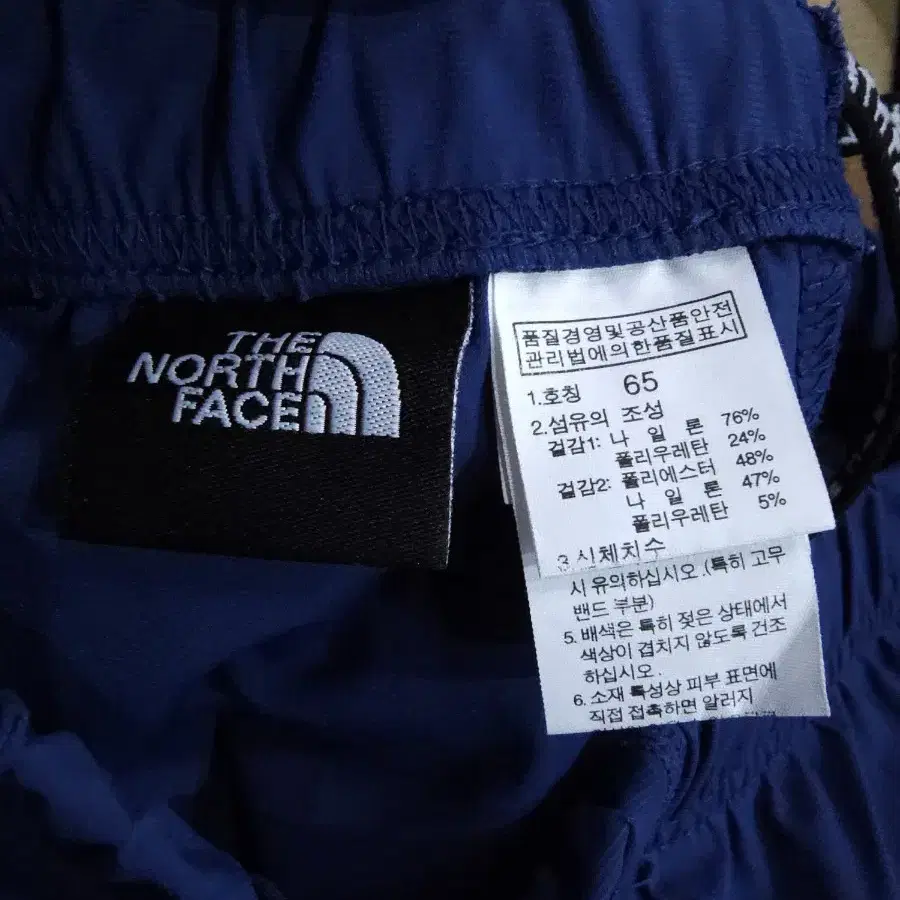 THE
NORTH
FACE
품질경영및공산품안전
관리법에의한품질표시
1.호칭 65
2.섬유의 조성
겉감1: 나 일 론 76%
폴리우레탄 24%
겉감2: 폴리에스터 48%
나 일 론 47%
폴리우레탄 5%
3.신체치수
시 유의하십시오.(특히 고무
밴드 부분)
5. 배색은 특히 젖은 상태에서
색상이 겹치지 않도록 건조
하십시오.
6. 소재 특성상 피부 표면에
직접 접촉하면 알러지